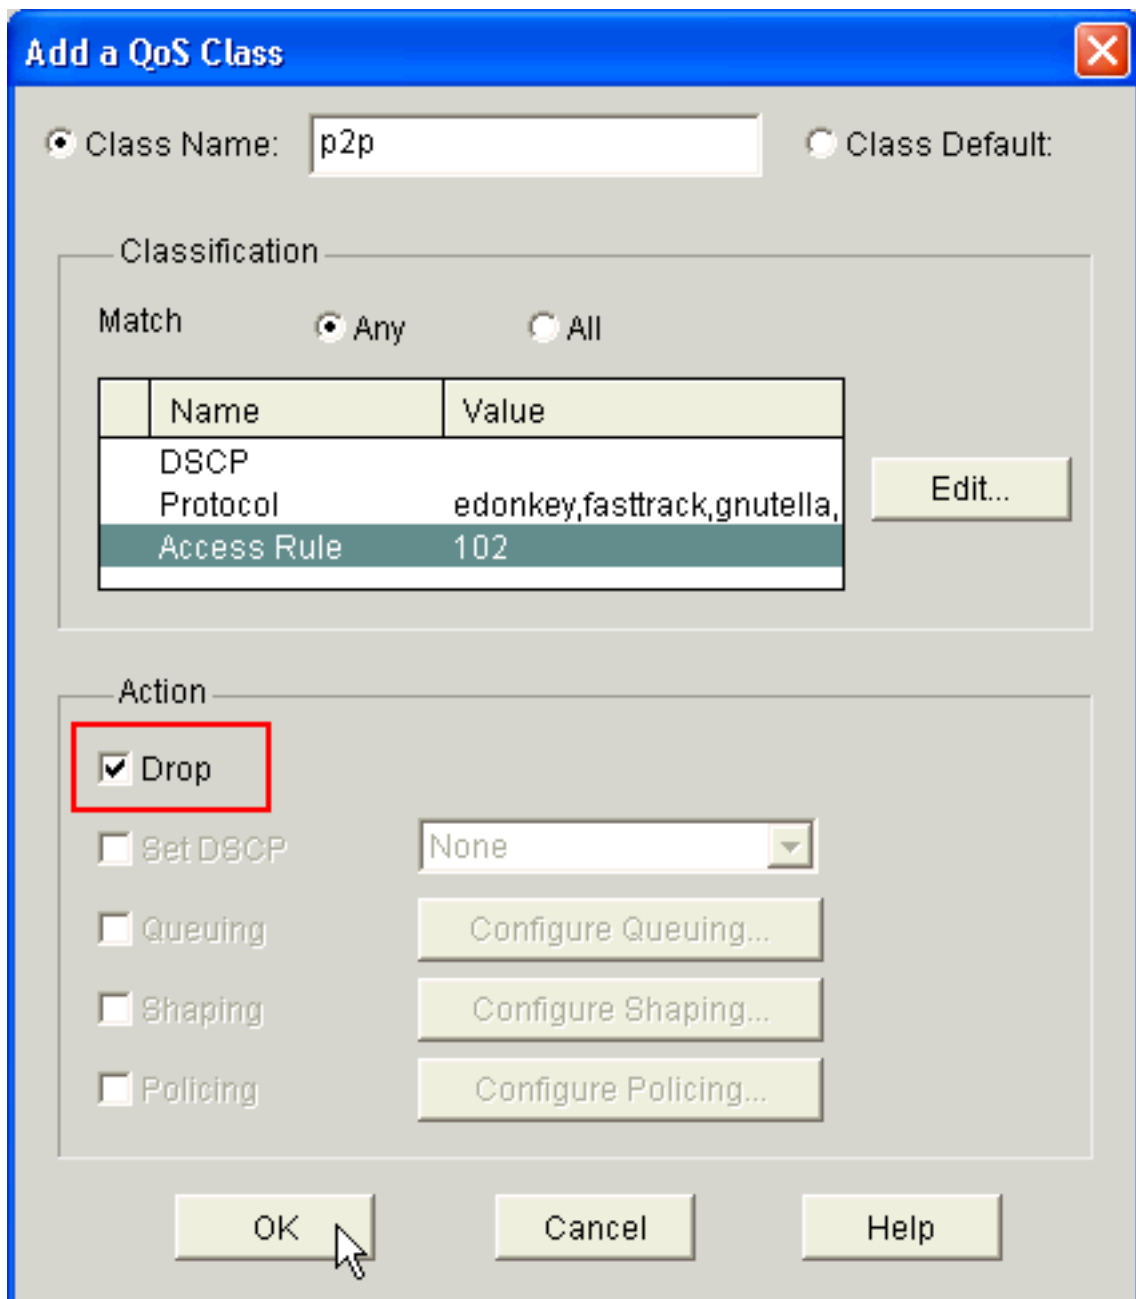 Add a QoS Class
Class Name: p2p Class Default:
Classification
Match Any All
Name Value
DSCP
Protocol edonkey,fasttrack,gnutella,
Access Rule 102
Edit...
Action
Drop
Set DSCP None
Queuing Configure Queuing...
Shaping Configure Shaping...
Policing Configure Policing...
OK Cancel Help